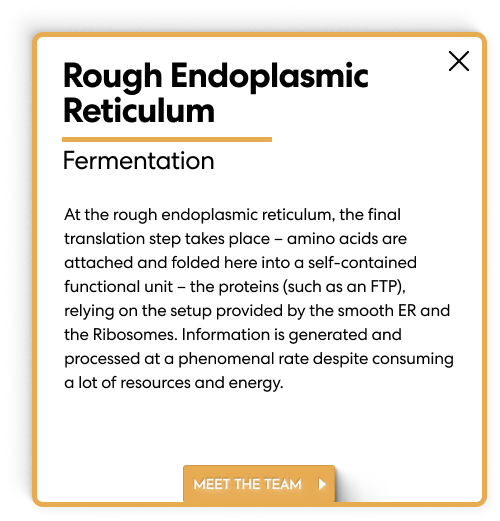 Rough Endoplasmic
Reticulum
Fermentation
At the rough endoplasmic reticulum, the final
translation step takes place – amino acids are
attached and folded here into a self-contained
functional unit – the proteins (such as an FTP),
relying on the setup provided by the smooth ER and
the Ribosomes. Information is generated and
processed at a phenomenal rate despite consuming
a lot of resources and energy.
MEET THE TEAM